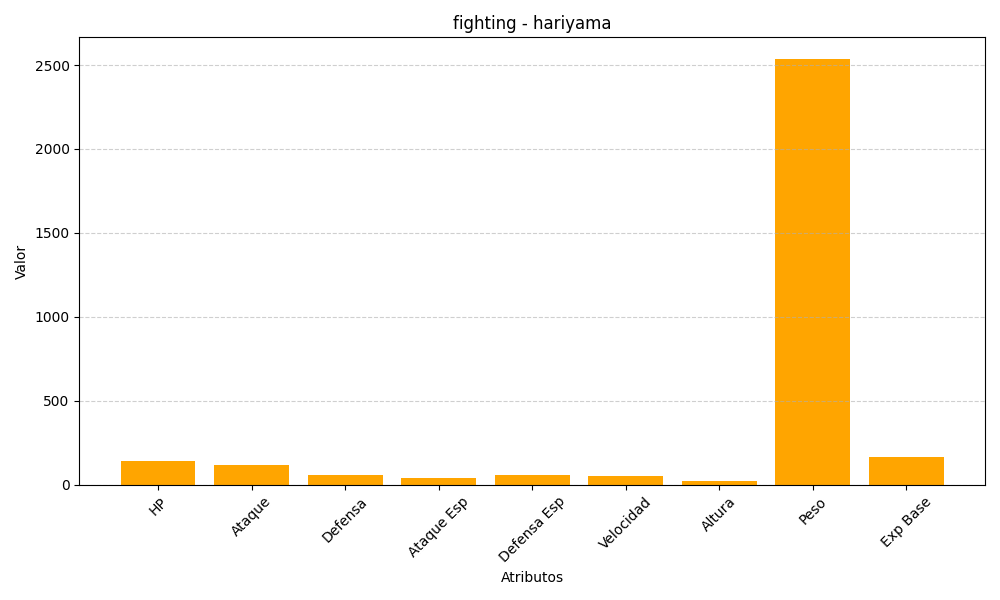 fighting - hariyama
Valor
2500
2000
1500
1000
500
0
HP
Ataque
Defensa
Ataque Esp
Defensa Esp
Velocidad
Altura
Peso
Exp Base
Atributos